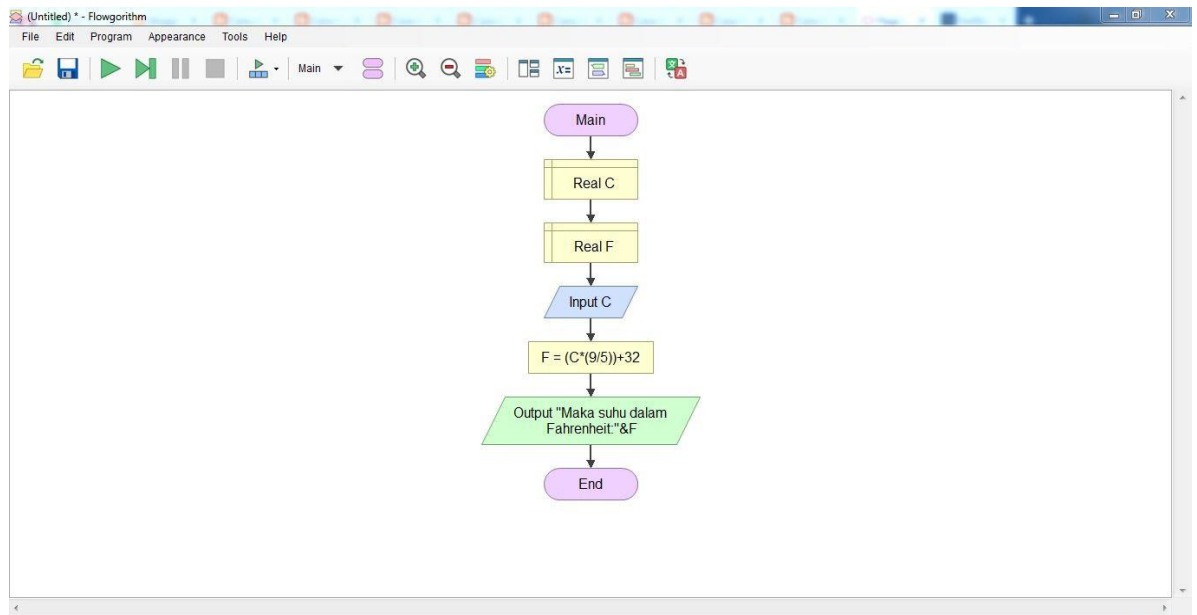 (Untitled) * - Flowgorithm
File Edit Program Appearance Tools Help
Main
Main
Real C
Real F
Input C
F = (C*(9/5))+32
Output "Maka suhu dalam
Fahrenheit:"&F
End